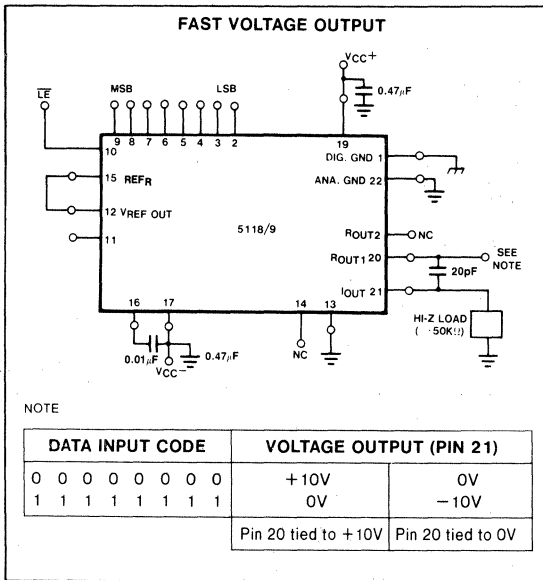 FAST VOLTAGE OUTPUT
VCC+
0.47µF
LE
MSB LSB
9 8 7 6 5 4 3 2
19
10
DIG. GND 1
15 REFR
ANA. GND 22
12 VREF OUT
11
5118/9
ROUT2 NC
ROUT1 20
SEE NOTE
20pF
IOUT 21
HI-Z LOAD
50KΩ)
16 17 14 13
0.01µF
VCC-
0.47µF
NC
NOTE
DATA INPUT CODE VOLTAGE OUTPUT (PIN 21)
0 0 0 0 0 0 0 0 +10V 0V
1 1 1 1 1 1 1 1 0V -10V
Pin 20 tied to +10V Pin 20 tied to 0V